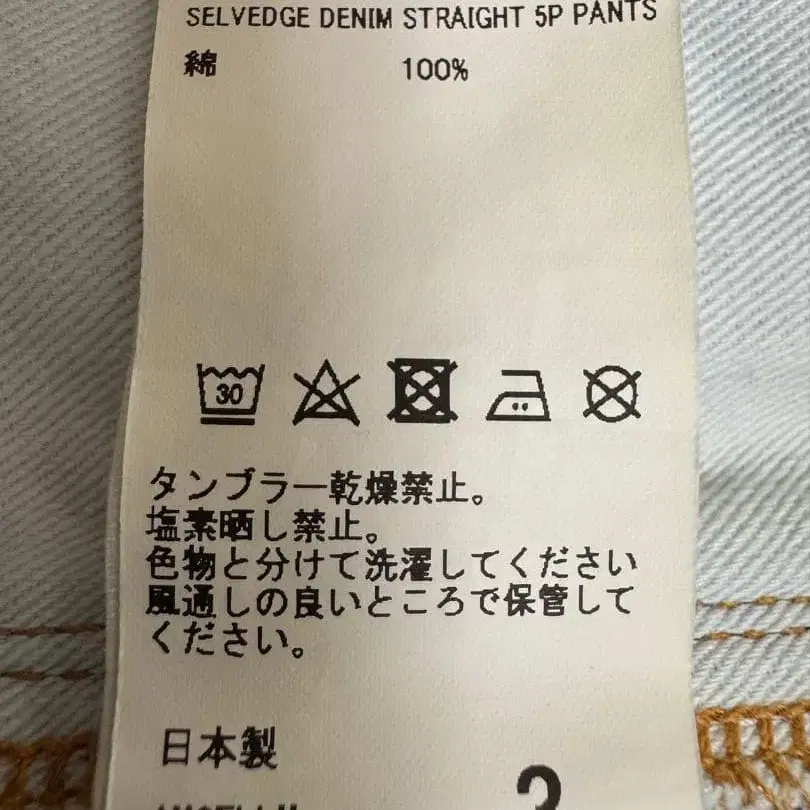 SELVEDGE DENIM STRAIGHT 5P PANTS
綿 100%
30
タンブラー乾燥禁止。
塩素晒し禁止。
色物と分けて洗濯してください
風通しの良いところで保管して
ください。
日本製